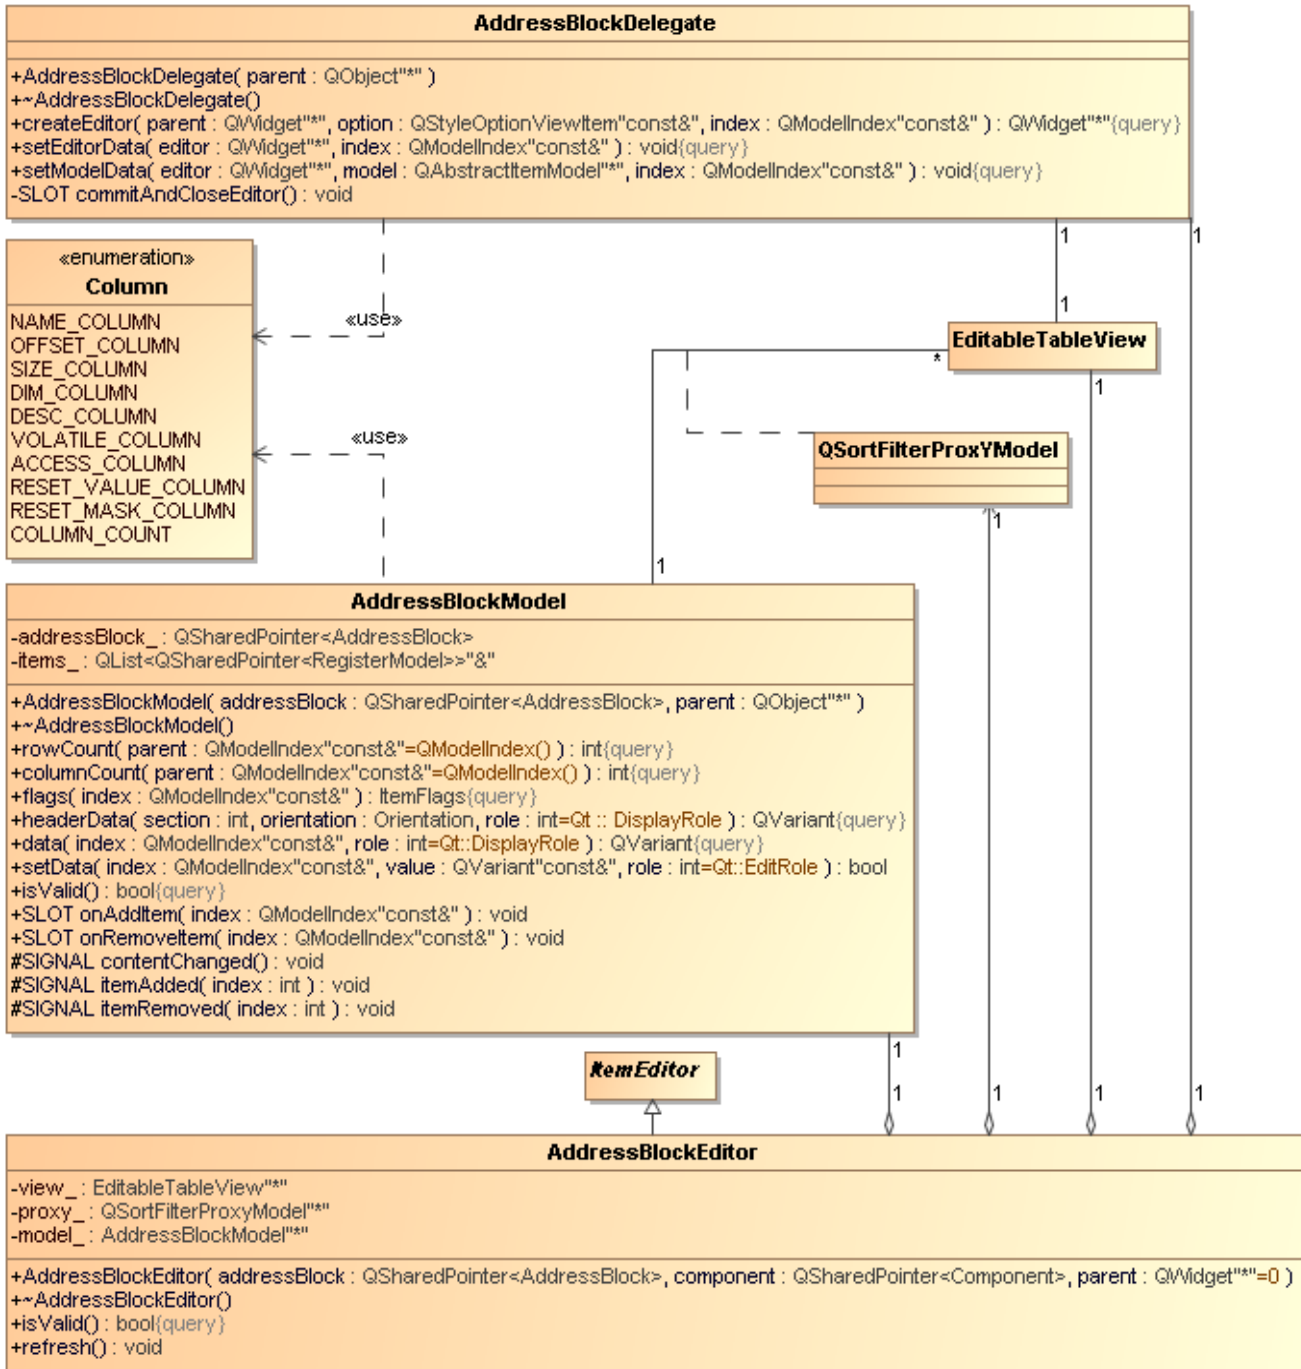 AddressBlockDelegate
+AddressBlockDelegate( parent : QObject"*" )
+~AddressBlockDelegate()
+createEditor( parent : QWidget"*", option : QStyleOptionViewItem"const&", index : QModelIndex"const&" ) : QWidget"*"{query}
+setEditorData( editor : QWidget"*", index : QModelIndex"const&" ) : void{query}
+setModelData( editor : QWidget"*", model : QAbstractItemModel"*", index : QModelIndex"const&" ) : void{query}
-SLOT commitAndCloseEditor() : void
1
1
«enumeration»
Column
NAME_COLUMN
OFFSET_COLUMN
SIZE_COLUMN
DIM_COLUMN
DESC_COLUMN
VOLATILE_COLUMN
ACCESS_COLUMN
RESET_VALUE_COLUMN
RESET_MASK_COLUMN
COLUMN_COUNT
«use»
«use»
1
EditableTableView
*
1
QSortFilterProxYModel
1
1
AddressBlockModel
-addressBlock_ : QSharedPointer<AddressBlock>
-items_ : QList<QSharedPointer<RegisterModel>>"&"
+AddressBlockModel( addressBlock : QSharedPointer<AddressBlock>, parent : QObject"*" )
+~AddressBlockModel()
+rowCount( parent : QModelIndex"const&"=QModelIndex() ) : int{query}
+columnCount( parent : QModelIndex"const&"=QModelIndex() ) : int{query}
+flags( index : QModelIndex"const&" ) : ItemFlags{query}
+headerData( section : int, orientation : Orientation, role : int=Qt :: DisplayRole ) : QVariant{query}
+data( index : QModelIndex"const&", role : int=Qt::DisplayRole ) : QVariant{query}
+setData( index : QModelIndex"const&", value : QVariant"const&", role : int=Qt::EditRole ) : bool
+isValid() : bool{query}
+SLOT onAddItem( index : QModelIndex"const&" ) : void
+SLOT onRemoveItem( index : QModelIndex"const&" ) : void
#SIGNAL contentChanged() : void
#SIGNAL itemAdded( index : int ) : void
#SIGNAL itemRemoved( index : int ) : void
1
ItemEditor
1
1
1
1
AddressBlockEditor
-view_ : EditableTableView"*"
-proxy_ : QSortFilterProxyModel"*"
-model_ : AddressBlockModel"*"
+AddressBlockEditor( addressBlock : QSharedPointer<AddressBlock>, component : QSharedPointer<Component>, parent : QWidget"*"=0 )
+~AddressBlockEditor()
+isValid() : bool{query}
+refresh() : void